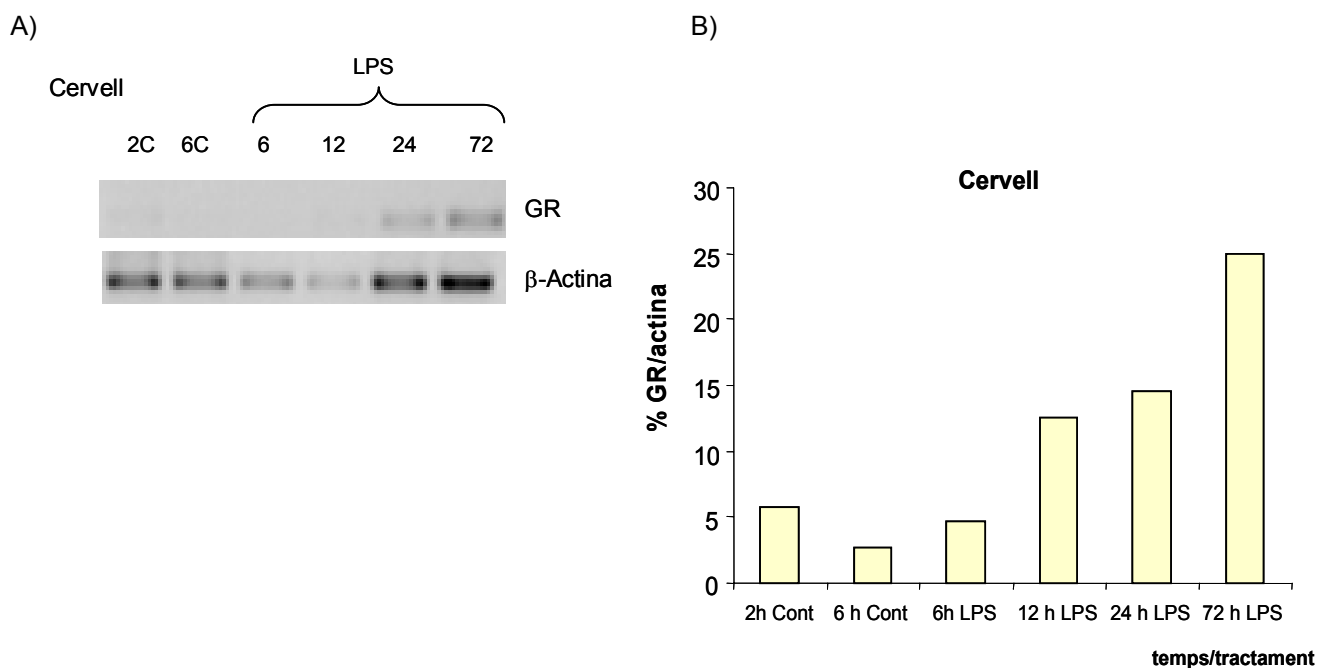 A)
Cervell
LPS
2C 6C 6 12 24 72
GR
β-Actina
B)
Cervell
% GR/actina
30
25
20
15
10
5
0
2h Cont 6 h Cont 6h LPS 12 h LPS 24 h LPS 72 h LPS
temps/tractament